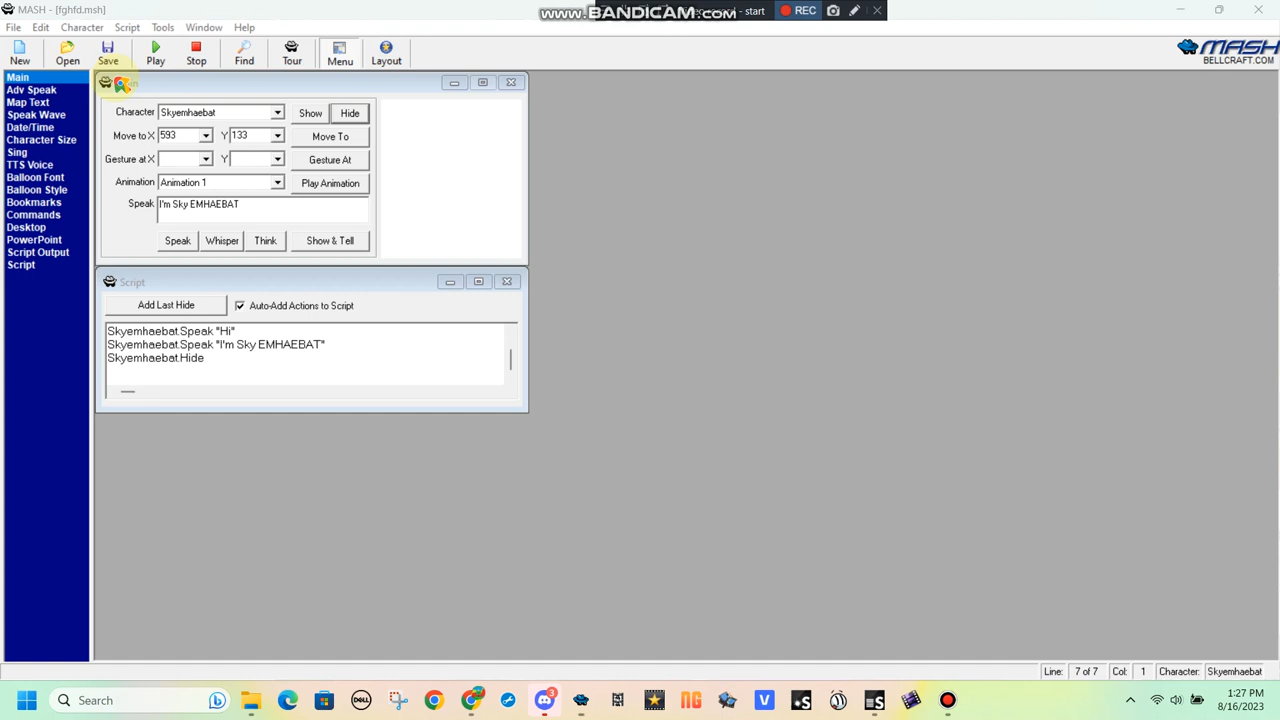 MASH - [fghfd.msh]
www.BANDICAM.com
- start
REC
File Edit Character Script Tools Window Help
New Open Save Play Stop Find Tour Menu Layout
MASH
BELLCRAFT.COM
Main
Adv Speak
Map Text
Speak Wave
Date/Time
Character Size
Sing
TTS Voice
Balloon Font
Balloon Style
Bookmarks
Commands
Desktop
PowerPoint
Script Output
Script
Character Skyemhaebat Show Hide
Move to X 593 Y 133 Move To
Gesture at X Y Gesture At
Animation Animation 1 Play Animation
Speak I'm Sky EMHAEBAT
Speak Whisper Think Show & Tell
Script
Add Last Hide Auto-Add Actions to Script
Skyemhaebat.Speak "Hi"
Skyemhaebat.Speak "I'm Sky EMHAEBAT"
Skyemhaebat.Hide
Line: 7 of 7 Col: 1 Character: Skyemhaebat
Search
DELL
3
NG
V
S
S
1:27 PM
8/16/2023